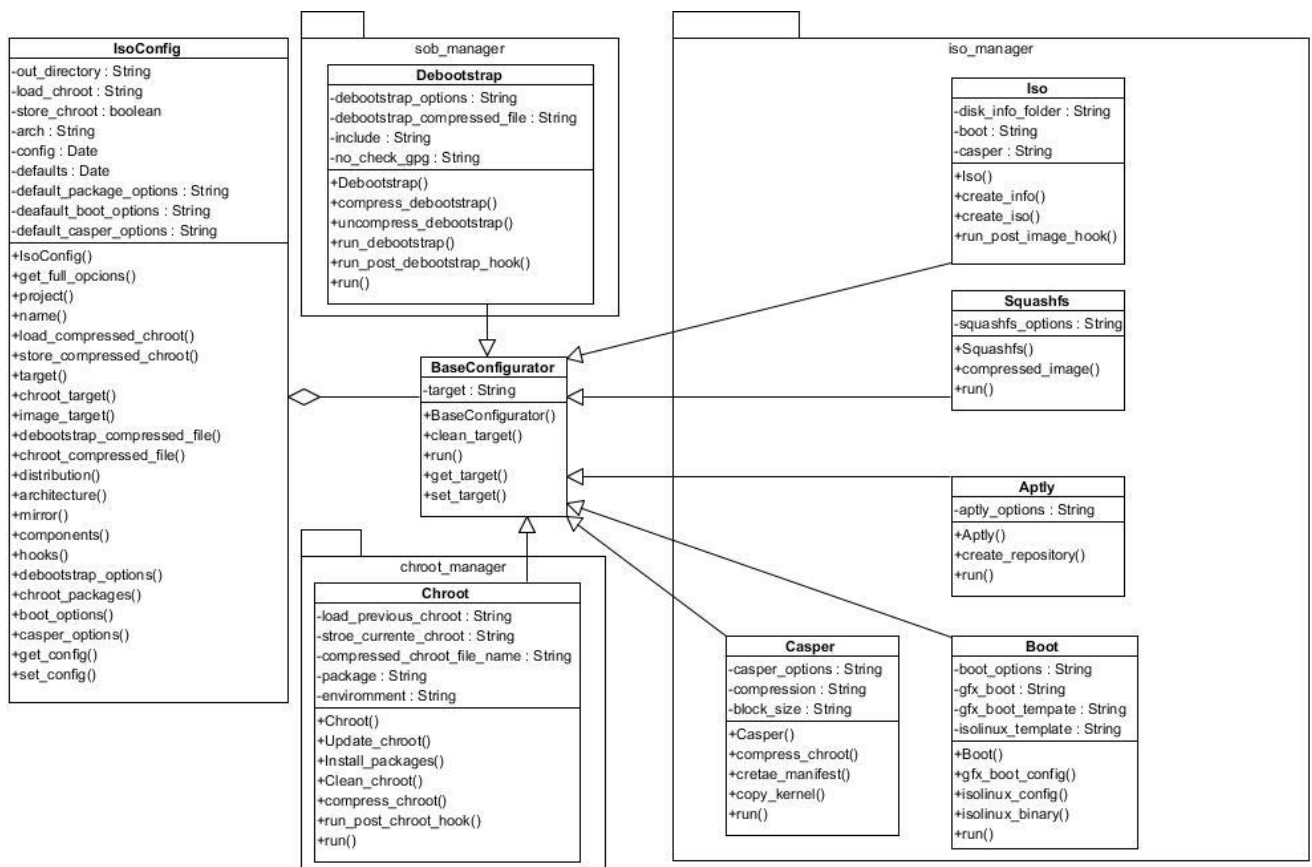 IsoConfig
-out_directory : String
-load_chroot : String
-store_chroot : boolean
-arch : String
-config : Date
-defaults : Date
-default_package_options : String
-deafault_boot_options : String
-default_casper_options : String
+IsoConfig()
+get_full_opcions()
+project()
+name()
+load_compressed_chroot()
+store_compressed_chroot()
+target()
+chroot_target()
+image_target()
+debootstrap_compressed_file()
+chroot_compressed_file()
+distribution()
+architecture()
+mirror()
+components()
+hooks()
+debootstrap_options()
+chroot_packages()
+boot_options()
+casper_options()
+get_config()
+set_config()
sob_manager
Debootstrap
-debootstrap_options : String
-debootstrap_compressed_file : String
-include : String
-no_check_gpg : String
+Debootstrap()
+compress_debootstrap()
+uncompress_debootstrap()
+run_debootstrap()
+run_post_debootstrap_hook()
+run()
BaseConfigurator
-target : String
+BaseConfigurator()
+clean_target()
+run()
+get_target()
+set_target()
chroot_manager
Chroot
-load_previous_chroot : String
-stroe_currente_chroot : String
-compressed_chroot_file_name : String
-package : String
-enviromment : String
+Chroot()
+Update_chroot()
+Install_packages()
+Clean_chroot()
+compress_chroot()
+run_post_chroot_hook()
+run()
iso_manager
Iso
-disk_info_folder : String
-boot : String
-casper : String
+Iso()
+create_info()
+create_iso()
+run_post_image_hook()
Squashfs
-squashfs_options : String
+Squashfs()
+compressed_image()
+run()
Aptly
-aptly_options : String
+Aptly()
+create_repository()
+run()
Casper
-casper_options : String
-compression : String
-block_size : String
+Casper()
+compress_chroot()
+cretae_manifest()
+copy_kernel()
+run()
Boot
-boot_options : String
-gfx_boot : String
-gfx_boot_tempate : String
-isolinux_template : String
+Boot()
+gfx_boot_config()
+isolinux_config()
+isolinux_binary()
+run()